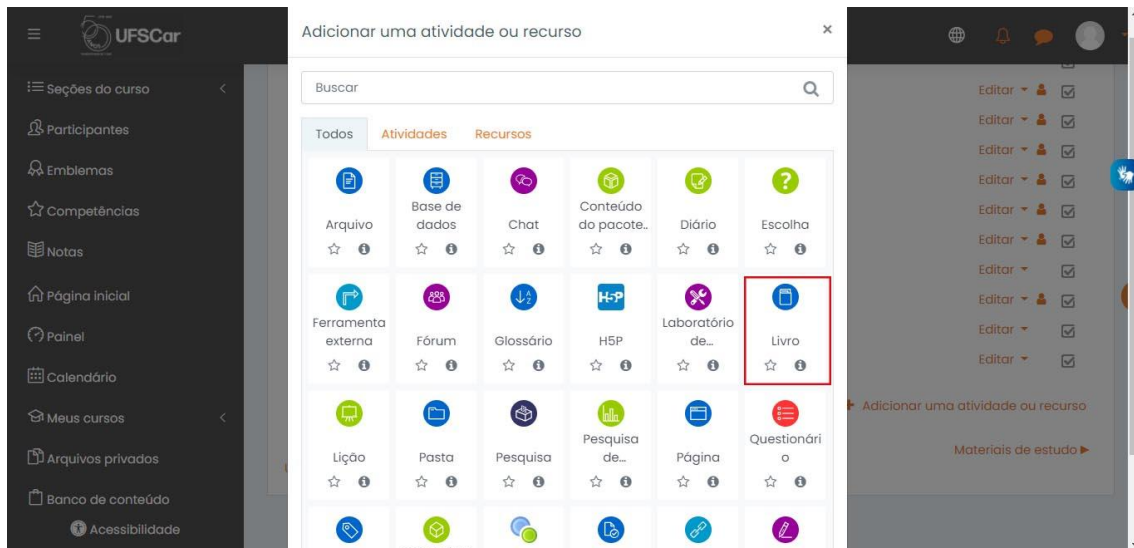 UFSCar
Seções do curso
Participantes
Emblemas
Competências
Notas
Página inicial
Painel
Calendário
Meus cursos
Arquivos privados
Banco de conteúdo
Acessibilidade
Adicionar uma atividade ou recurso
×
Buscar
Todos Atividades Recursos
Arquivo
Base de
dados
Chat
Conteúdo
do pacote..
Diário
Escolha
Ferramenta
externa
Fórum
Glossário
H5P
H5P
Laboratório
de...
Livro
Lição
Pasta
Pesquisa
Pesquisa
de...
Página
Questionári
o
Editar
Editar
Editar
Editar
Editar
Editar
Editar
Editar
Editar
Editar
Adicionar uma atividade ou recurso
Materiais de estudo